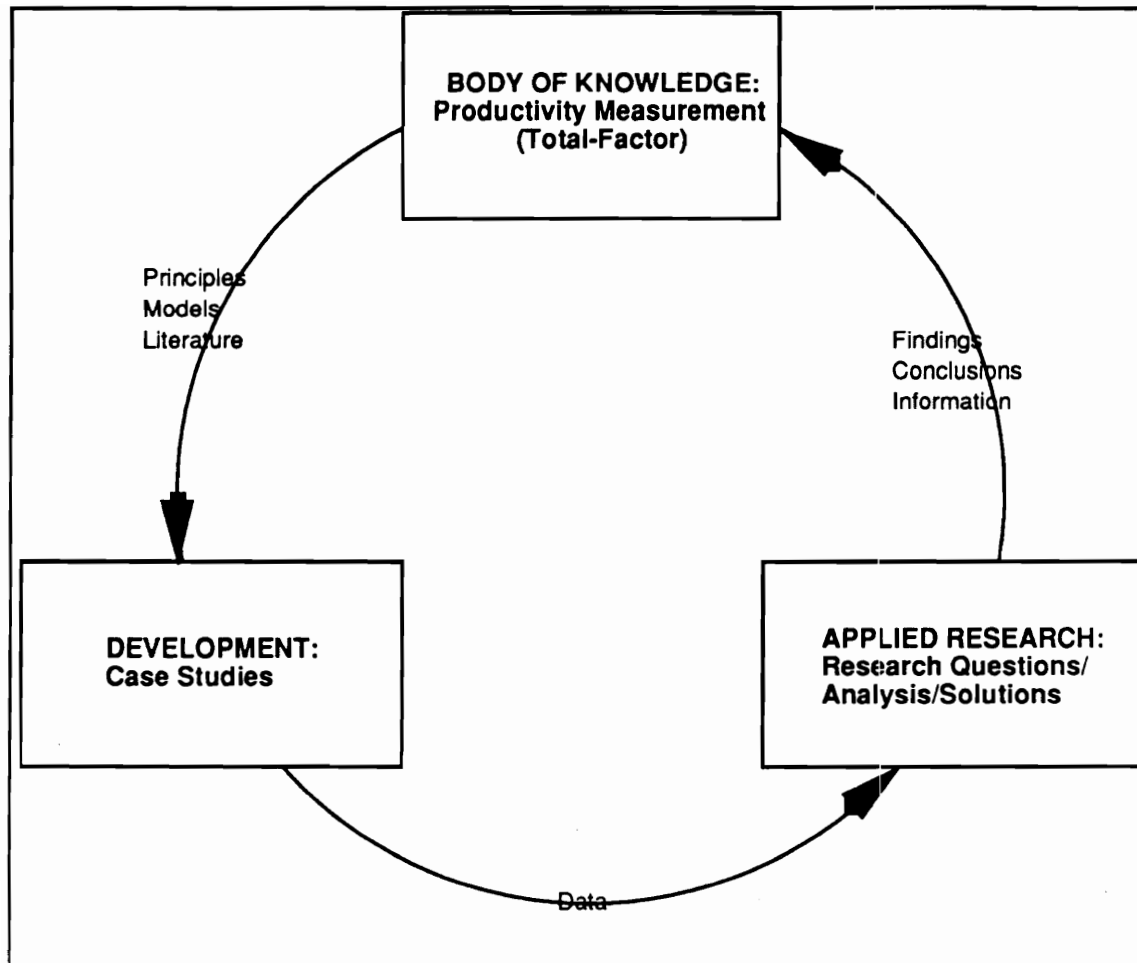 BODY OF KNOWLEDGE:
Productivity Measurement
(Total-Factor)
Principles
Models
Literature
Findings
Conclusions
Information
DEVELOPMENT:
Case Studies
APPLIED RESEARCH:
Research Questions/
Analysis/Solutions
Data